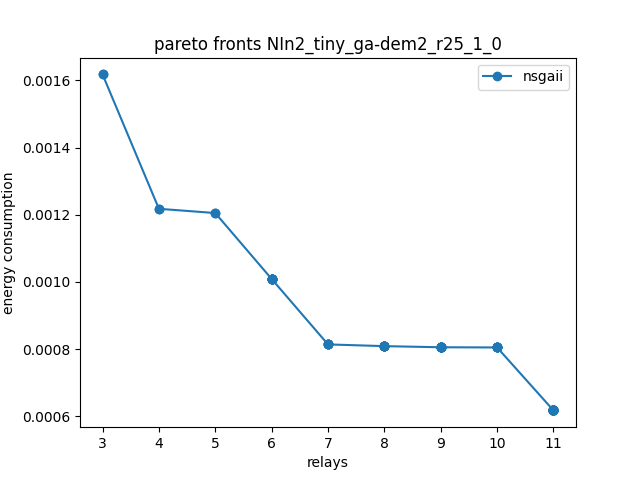 pareto fronts NIn2_tiny_ga-dem2_r25_1_0
nsgaii
0.0016
0.0014
0.0012
0.0010
0.0008
0.0006
energy consumption
3 4 5 6 7 8 9 10 11
relays